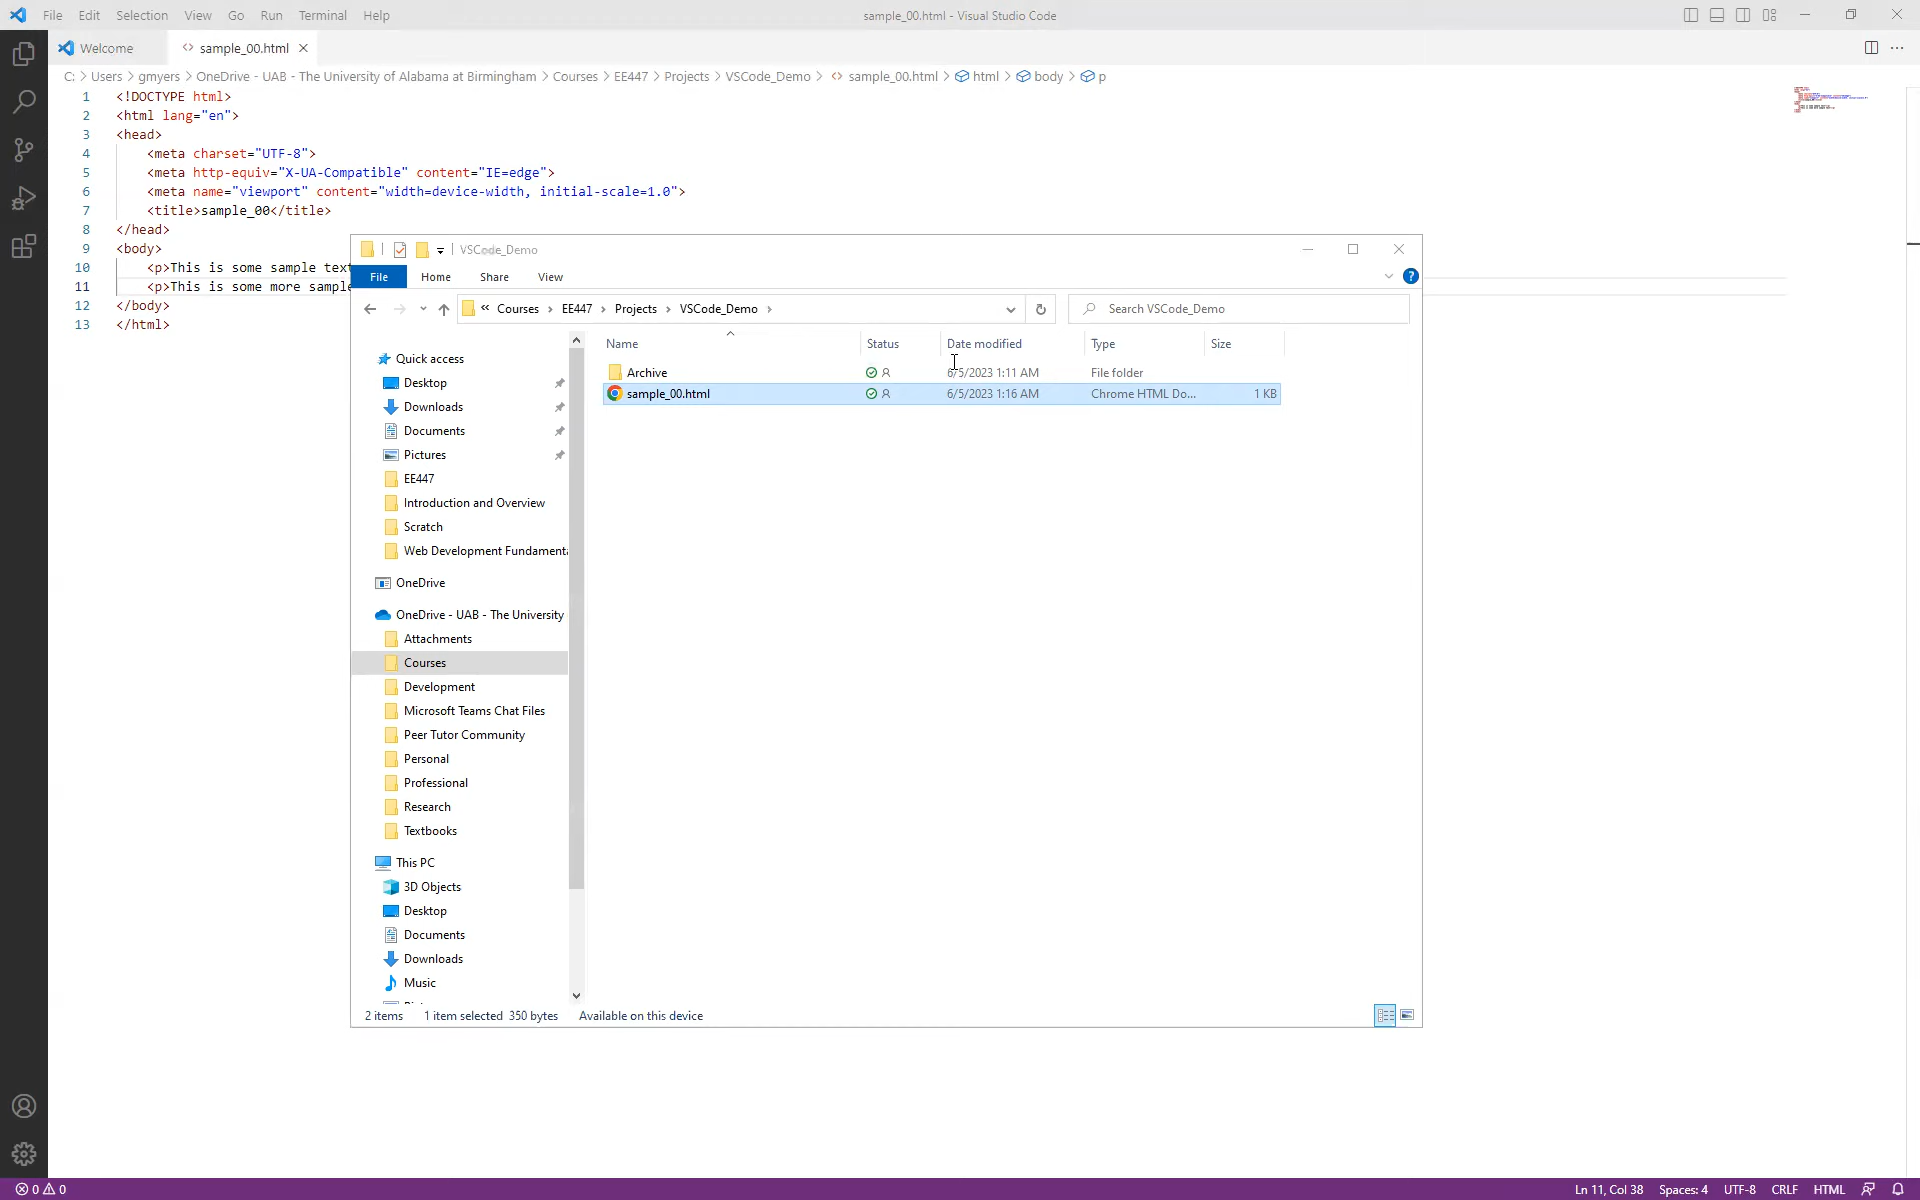 File Edit Selection View Go Run Terminal Help
sample_00.html - Visual Studio Code
Welcome
<> sample_00.html
C: > Users > gmyers > OneDrive - UAB - The University of Alabama at Birmingham > Courses > EE447 > Projects > VSCode_Demo > <> sample_00.html > html > body > p
1 <!DOCTYPE html>
2 <html lang="en">
3 <head>
4 <meta charset="UTF-8">
5 <meta http-equiv="X-UA-Compatible" content="IE=edge">
6 <meta name="viewport" content="width=device-width, initial-scale=1.0">
7 <title>sample_00</title>
8 </head>
9 <body>
10 <p>This is some sample text
11 <p>This is some more sample
12 </body>
13 </html>
VSCode_Demo
File Home Share View
« Courses > EE447 > Projects > VSCode_Demo >
Search VSCode_Demo
Name Status Date modified Type Size
Archive 6/5/2023 1:11 AM File folder
sample_00.html 6/5/2023 1:16 AM Chrome HTML Do... 1 KB
Quick access
Desktop
Downloads
Documents
Pictures
EE447
Introduction and Overview
Scratch
Web Development Fundament
OneDrive
OneDrive - UAB - The University
Attachments
Courses
Development
Microsoft Teams Chat Files
Peer Tutor Community
Personal
Professional
Research
Textbooks
This PC
3D Objects
Desktop
Documents
Downloads
Music
2 items 1 item selected 350 bytes Available on this device
0 0
Ln 11, Col 38 Spaces: 4 UTF-8 CRLF HTML